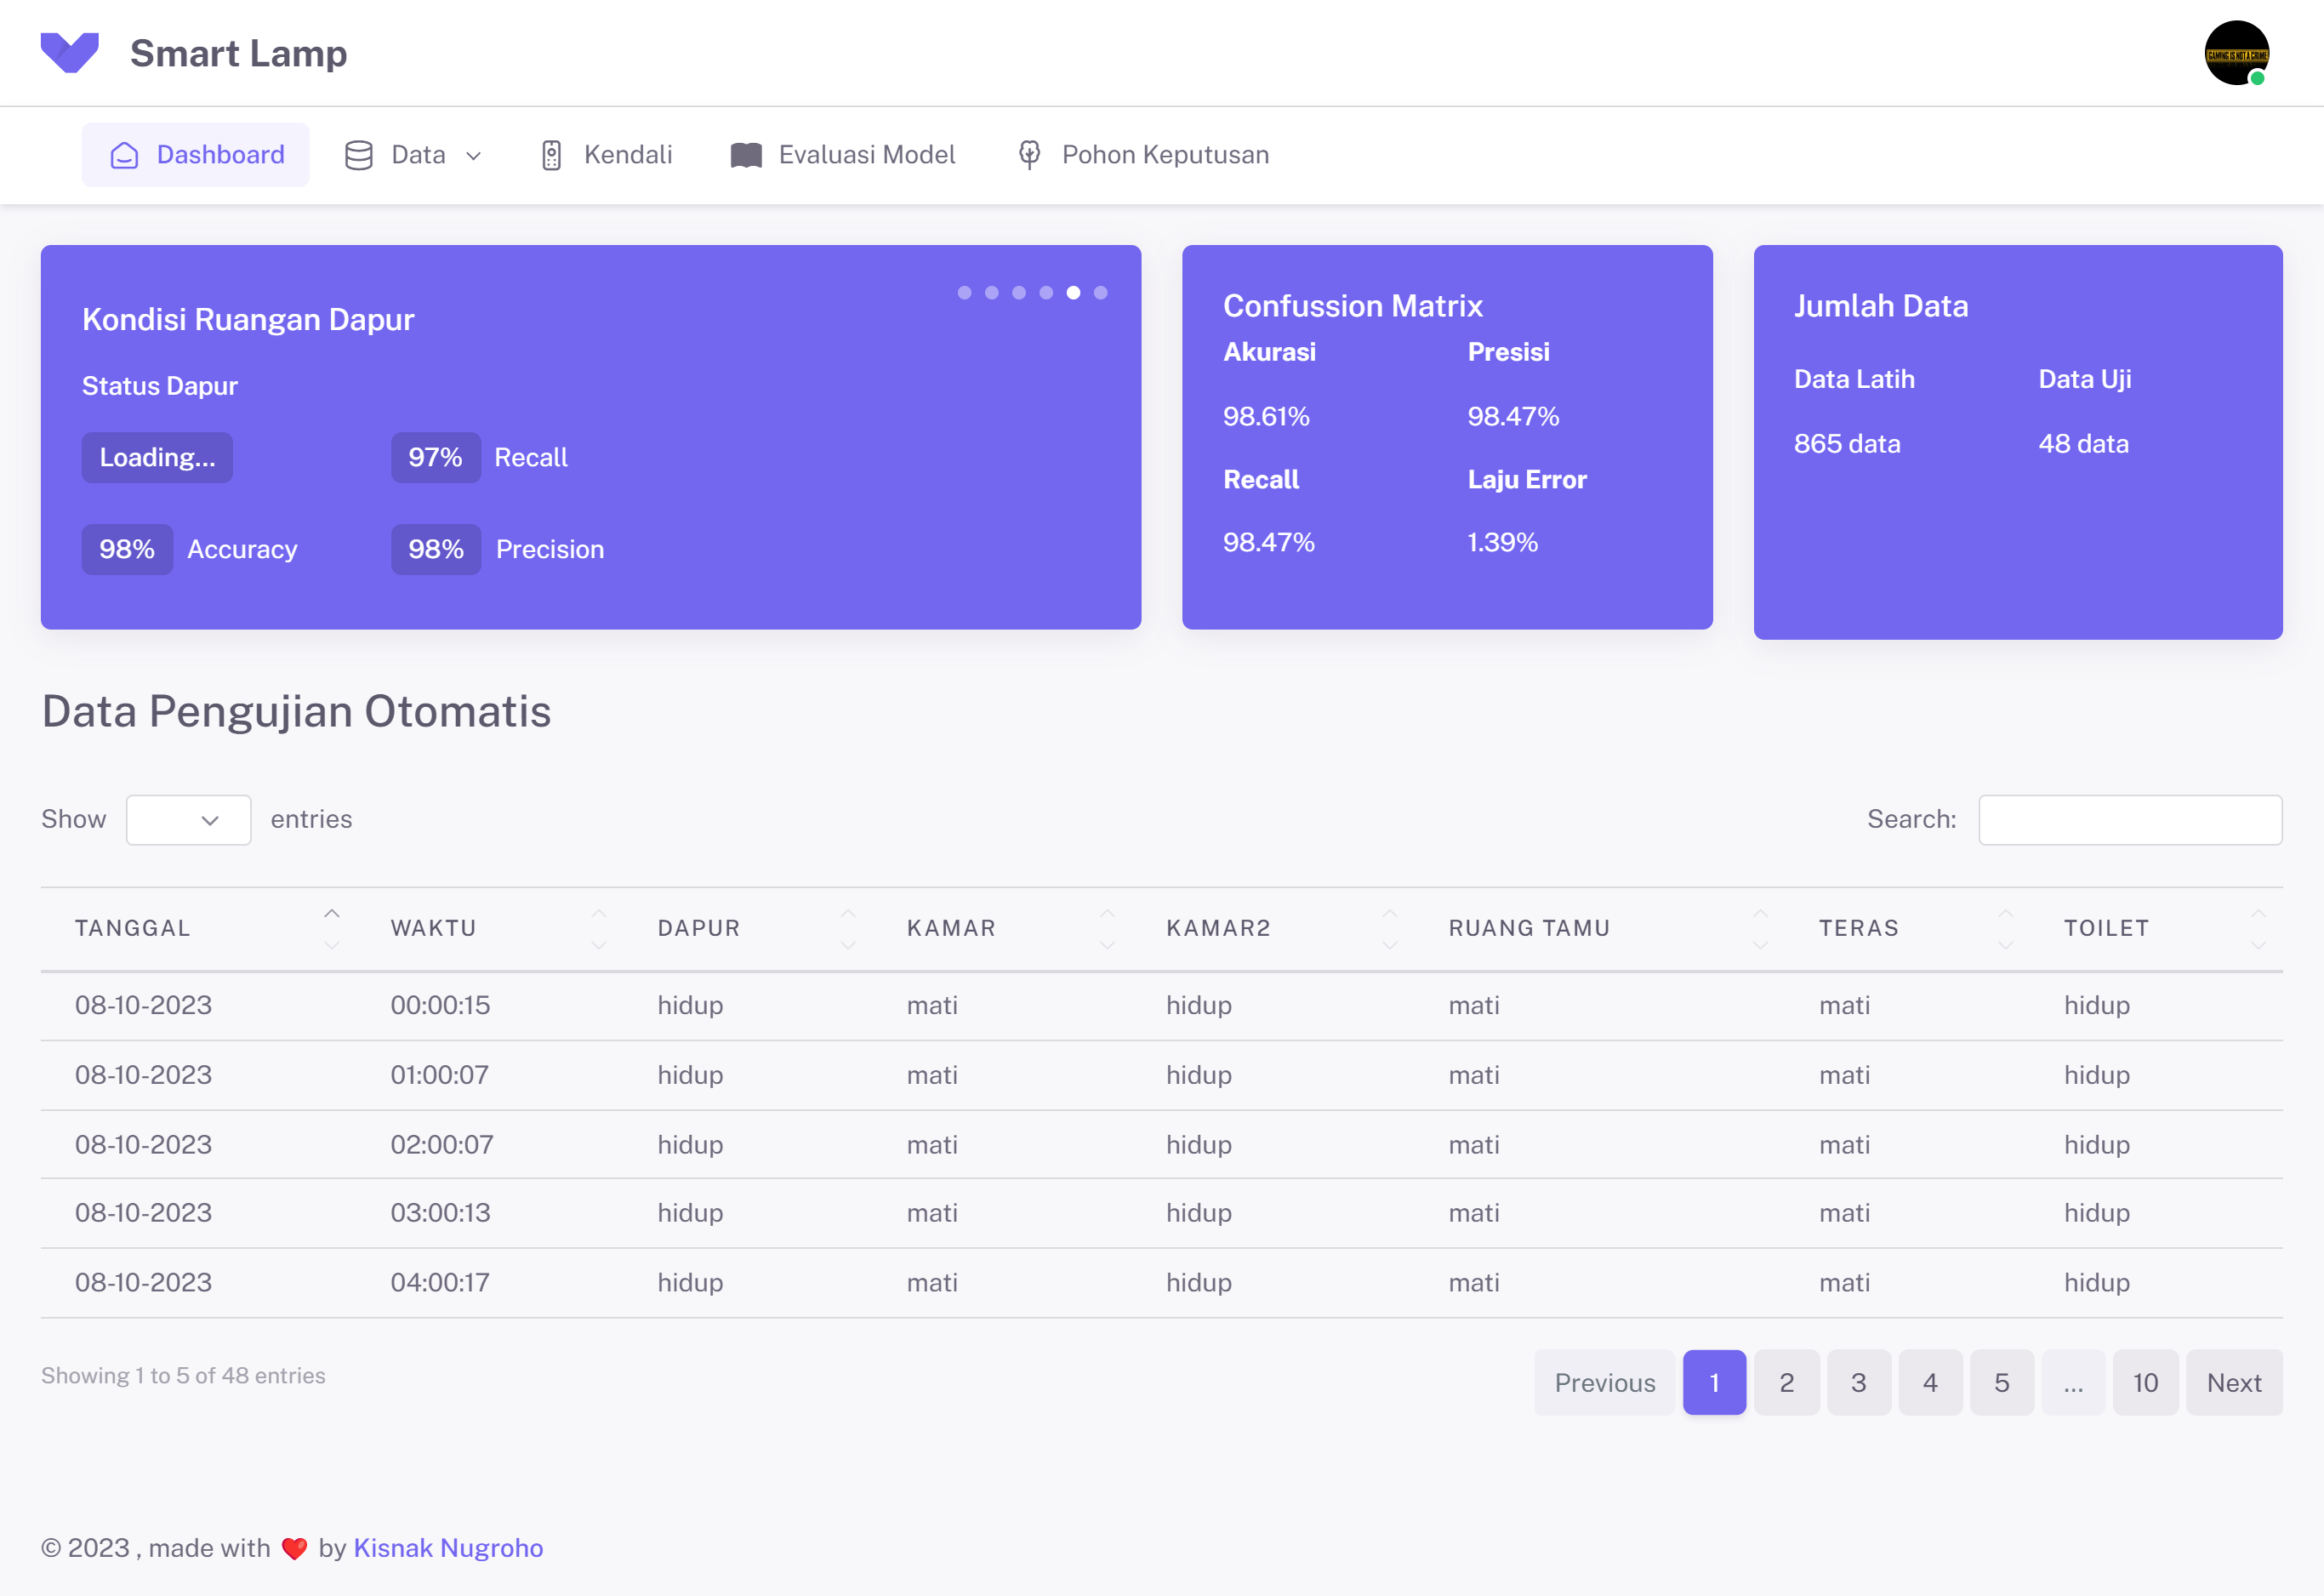 Smart Lamp
GAMING IS NOT A CRIME
Dashboard Data Kendali Evaluasi Model Pohon Keputusan
Kondisi Ruangan Dapur
Status Dapur
Loading... 97% Recall
98% Accuracy 98% Precision
Confussion Matrix
Akurasi Presisi
98.61% 98.47%
Recall Laju Error
98.47% 1.39%
Jumlah Data
Data Latih Data Uji
865 data 48 data
Data Pengujian Otomatis
Show entries Search:
TANGGAL WAKTU DAPUR KAMAR KAMAR2 RUANG TAMU TERAS TOILET
08-10-2023 00:00:15 hidup mati hidup mati mati hidup
08-10-2023 01:00:07 hidup mati hidup mati mati hidup
08-10-2023 02:00:07 hidup mati hidup mati mati hidup
08-10-2023 03:00:13 hidup mati hidup mati mati hidup
08-10-2023 04:00:17 hidup mati hidup mati mati hidup
Showing 1 to 5 of 48 entries Previous 1 2 3 4 5 ... 10 Next
© 2023 , made with ❤️ by Kisnak Nugroho